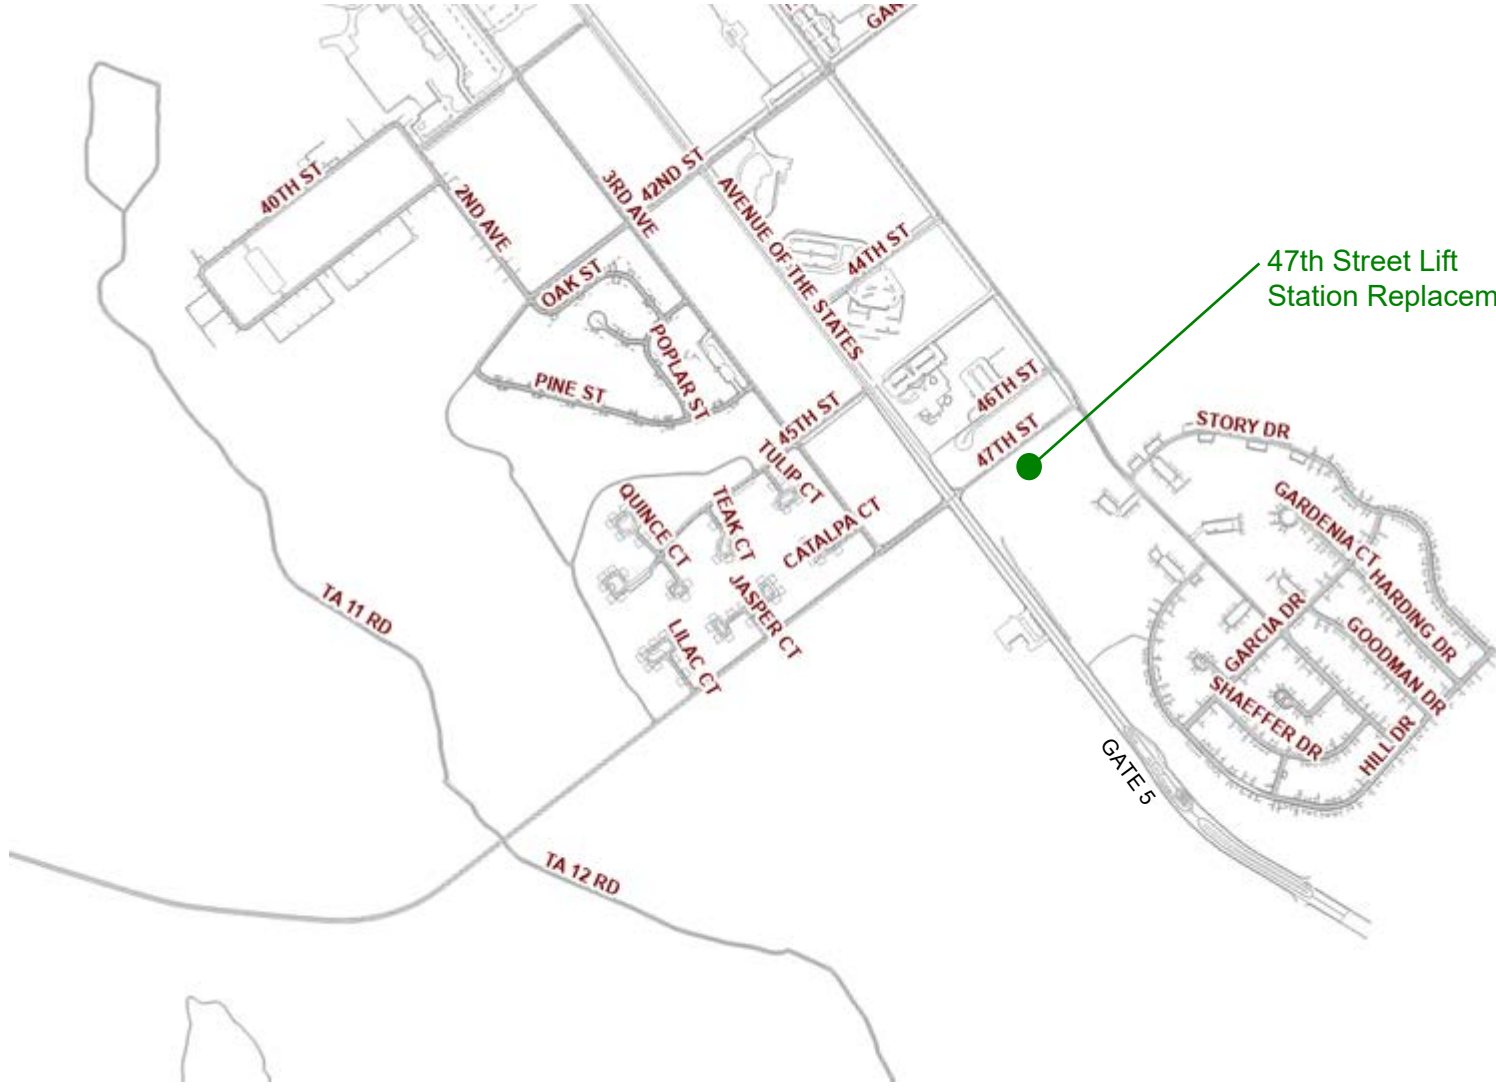 GAR
40TH ST
2ND AVE
3RD AVE
42ND ST
AVENUE OF THE STATES
44TH ST
OAK ST
47th Street Lift
Station Replacem
POPLAR ST
PINE ST
45TH ST
46TH ST
47TH ST
TULIP CT
STORY DR
QUINCE CT
TEAK CT
CATALPA CT
GARDENIA CT
HARDING DR
JASPER CT
LILAC CT
TA 11 RD
GARCIA DR
GOODMAN DR
SHAEFFER DR
HILL DR
GATE 5
TA 12 RD